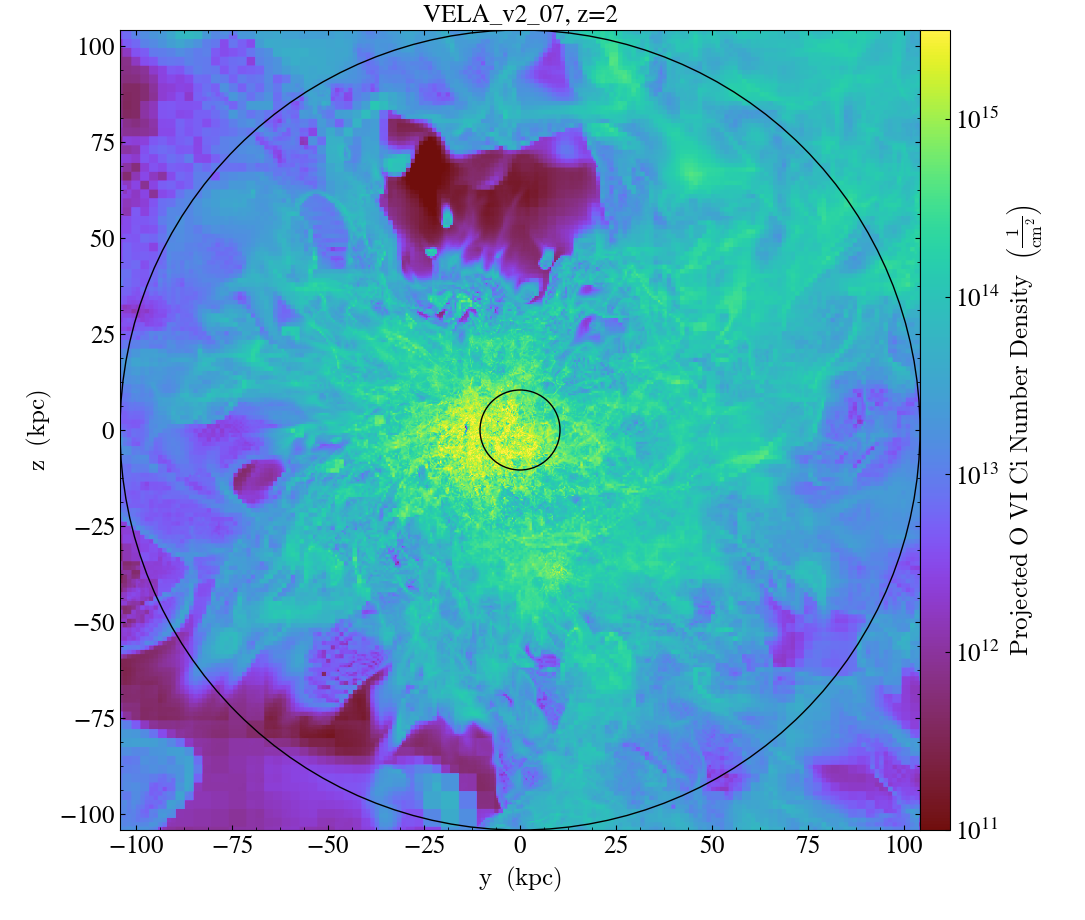 VELA_v2_07, z=2
100
75
50
25
0
−25
−50
−75
−100
z (kpc)
−100 −75 −50 −25 0 25 50 75 100
y (kpc)
10^15
10^14
10^13
10^12
10^11
Projected O VI Ci Number Density (1/cm^2)